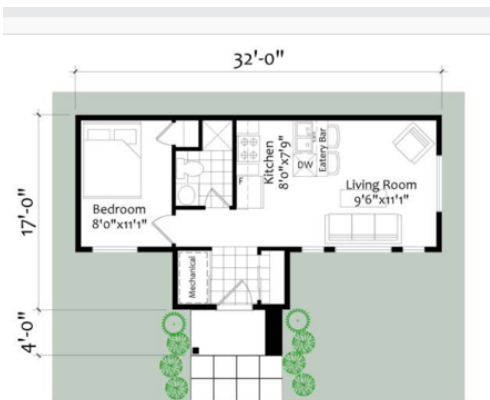 32'-0"
17'-0"
4'-0"
Bedroom
8'0"x11'1"
Kitchen
8'0"x7'9"
DW
Eatery Bar
Living Room
9'6"x11'1"
F
Mechanical